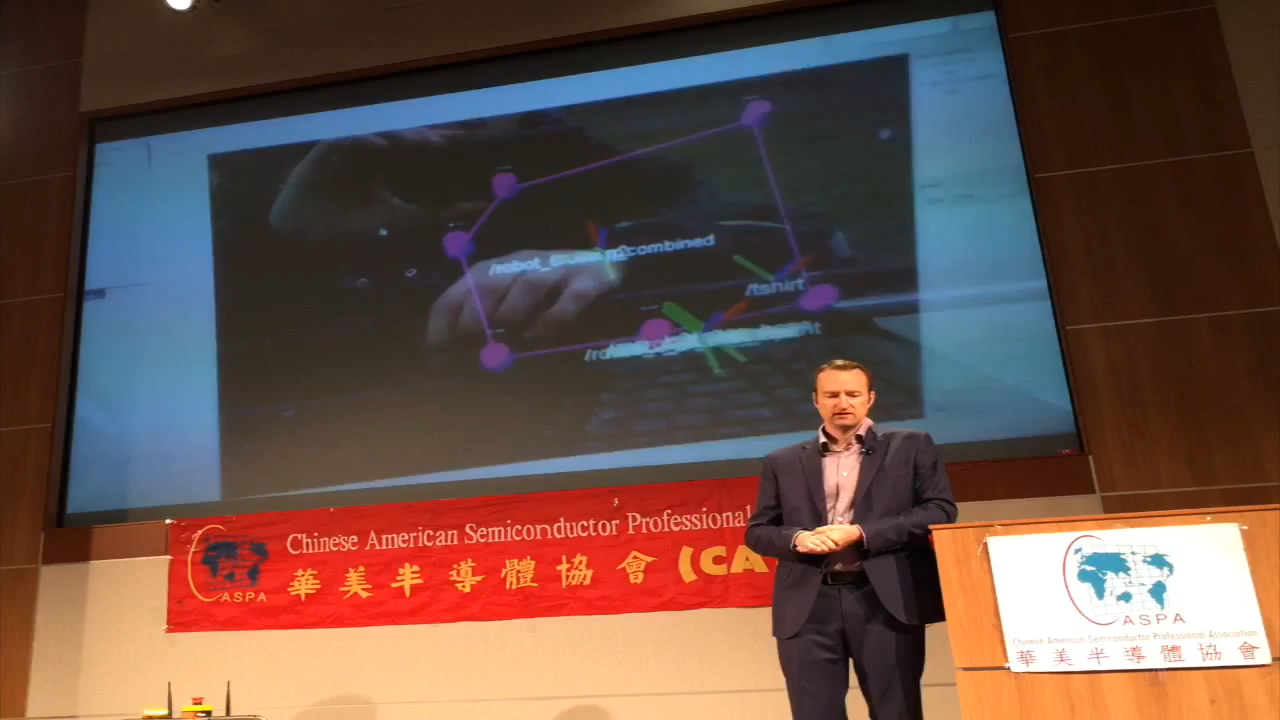 combined
/tshirt
Chinese American Semiconductor Professional
華美半導體協會 (CA
CASPA
CASPA
Chinese American Semiconductor Professional Association
華美半導體協會